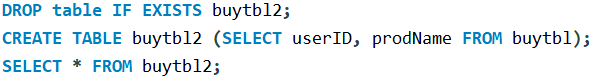 DROP table IF EXISTS buytbl2;
CREATE TABLE buytbl2 (SELECT userID, prodName FROM buytbl);
SELECT * FROM buytbl2;